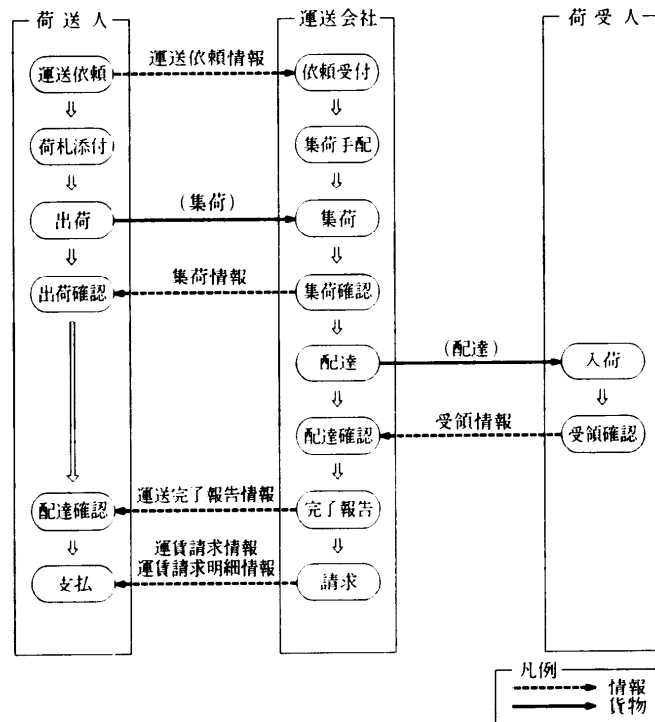 荷送人
運送会社
荷受人
運送依頼
運送依頼情報
依頼受付
荷札添付
集荷手配
出荷
(集荷)
集荷
出荷確認
集荷情報
集荷確認
配達
(配達)
入荷
配達確認
受領情報
受領確認
配達確認
運送完了報告情報
完了報告
支払
運賃請求情報
運賃請求明細情報
請求
凡例
情報
貨物